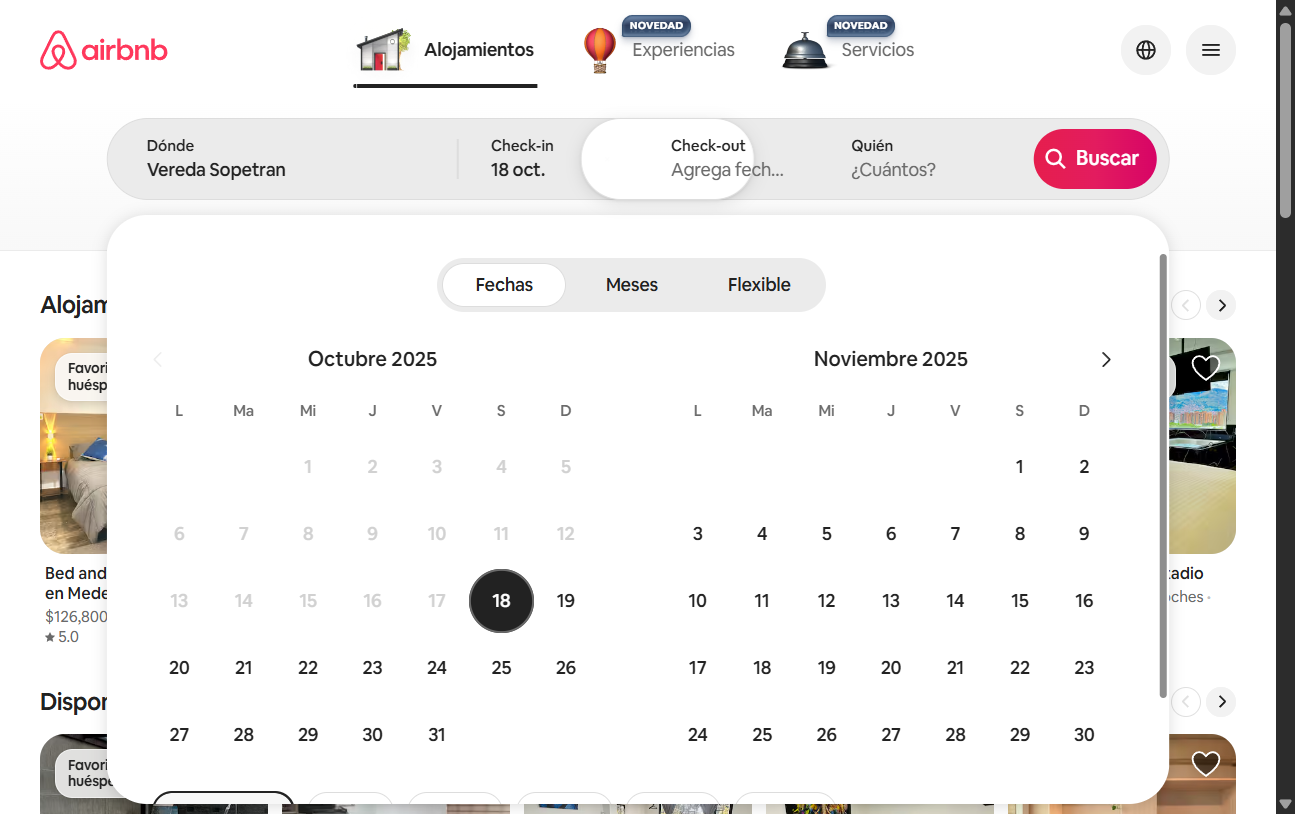 airbnb
Alojamientos
NOVEDAD
Experiencias
NOVEDAD
Servicios
Dónde
Vereda Sopetran
Check-in
18 oct.
Check-out
Agrega fech...
Quién
¿Cuántos?
Buscar
Fechas
Meses
Flexible
Octubre 2025
L Ma Mi J V S D
1 2 3 4 5
6 7 8 9 10 11 12
13 14 15 16 17 18 19
20 21 22 23 24 25 26
27 28 29 30 31
Noviembre 2025
L Ma Mi J V S D
1 2
3 4 5 6 7 8 9
10 11 12 13 14 15 16
17 18 19 20 21 22 23
24 25 26 27 28 29 30
Alojam
Favori
huésp
Bed and
en Mede
$126,800
5.0
tadio
oches ·
Dispor
Favori
huéspe